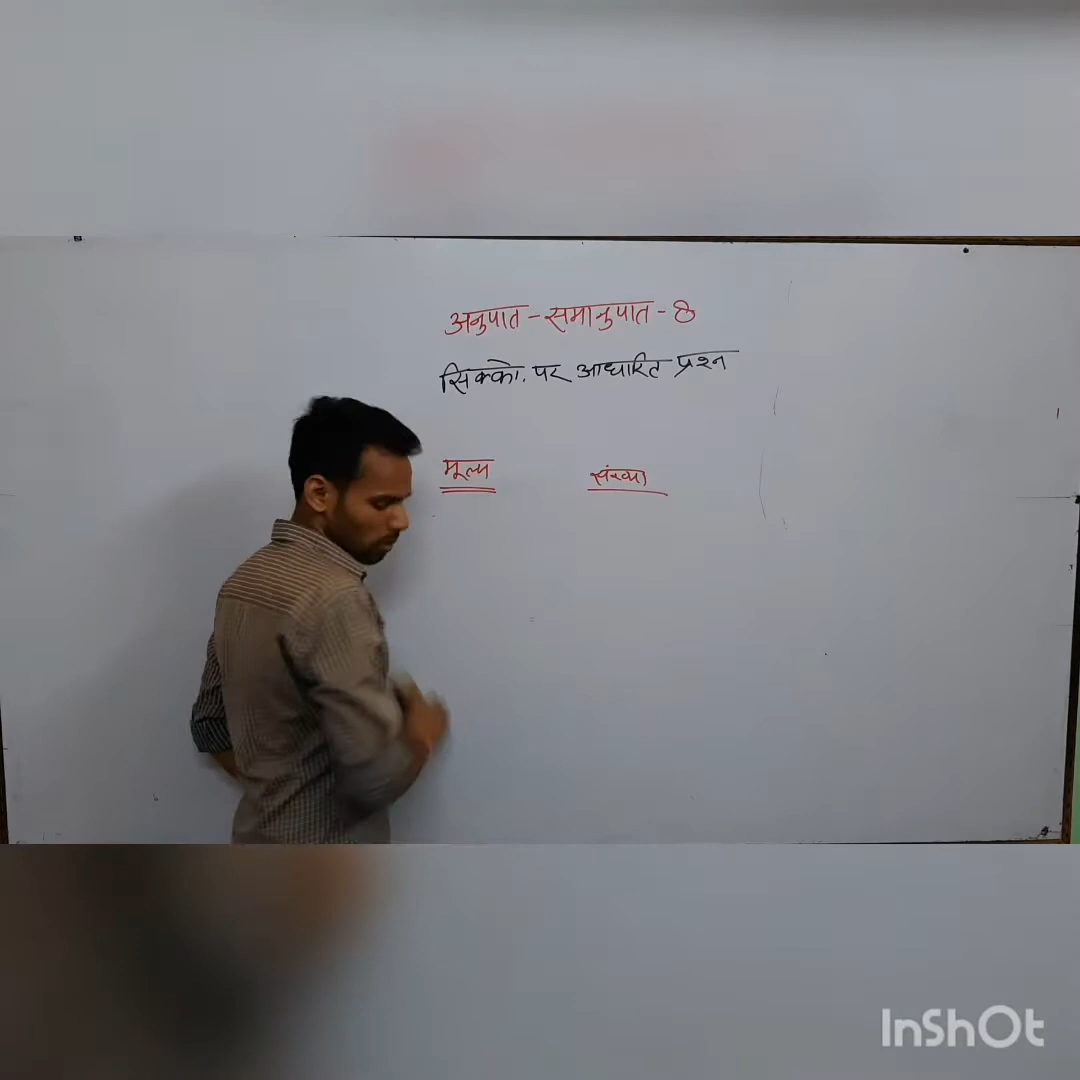 अनुपात - समानुपात - 8
सिक्को. पर आधारित प्रश्न
मूल्य संख्या
InShOt